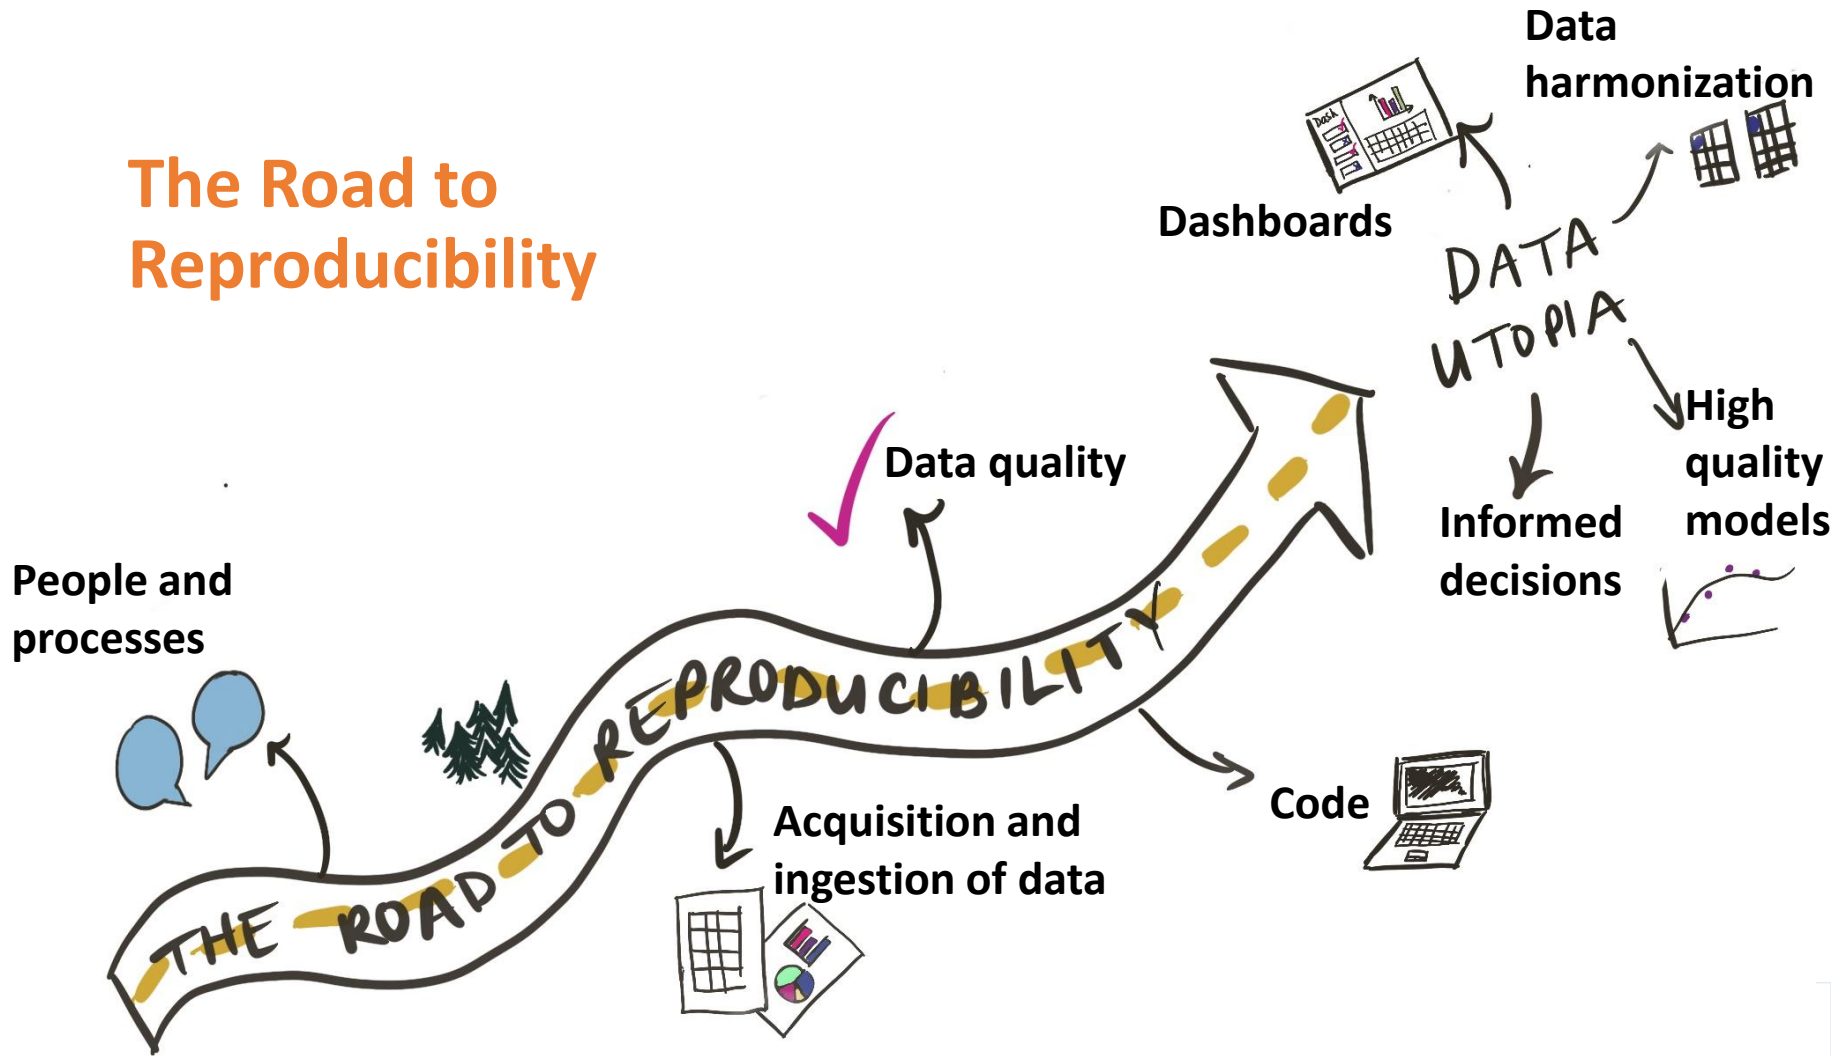 The Road to
Reproducibility
Data
harmonization
Dash
Dashboards
DATA
UTOPIA
High
quality
models
Informed
decisions
Data quality
People and
processes
THE ROAD TO REPRODUCIBILITY
Acquisition and
ingestion of data
Code